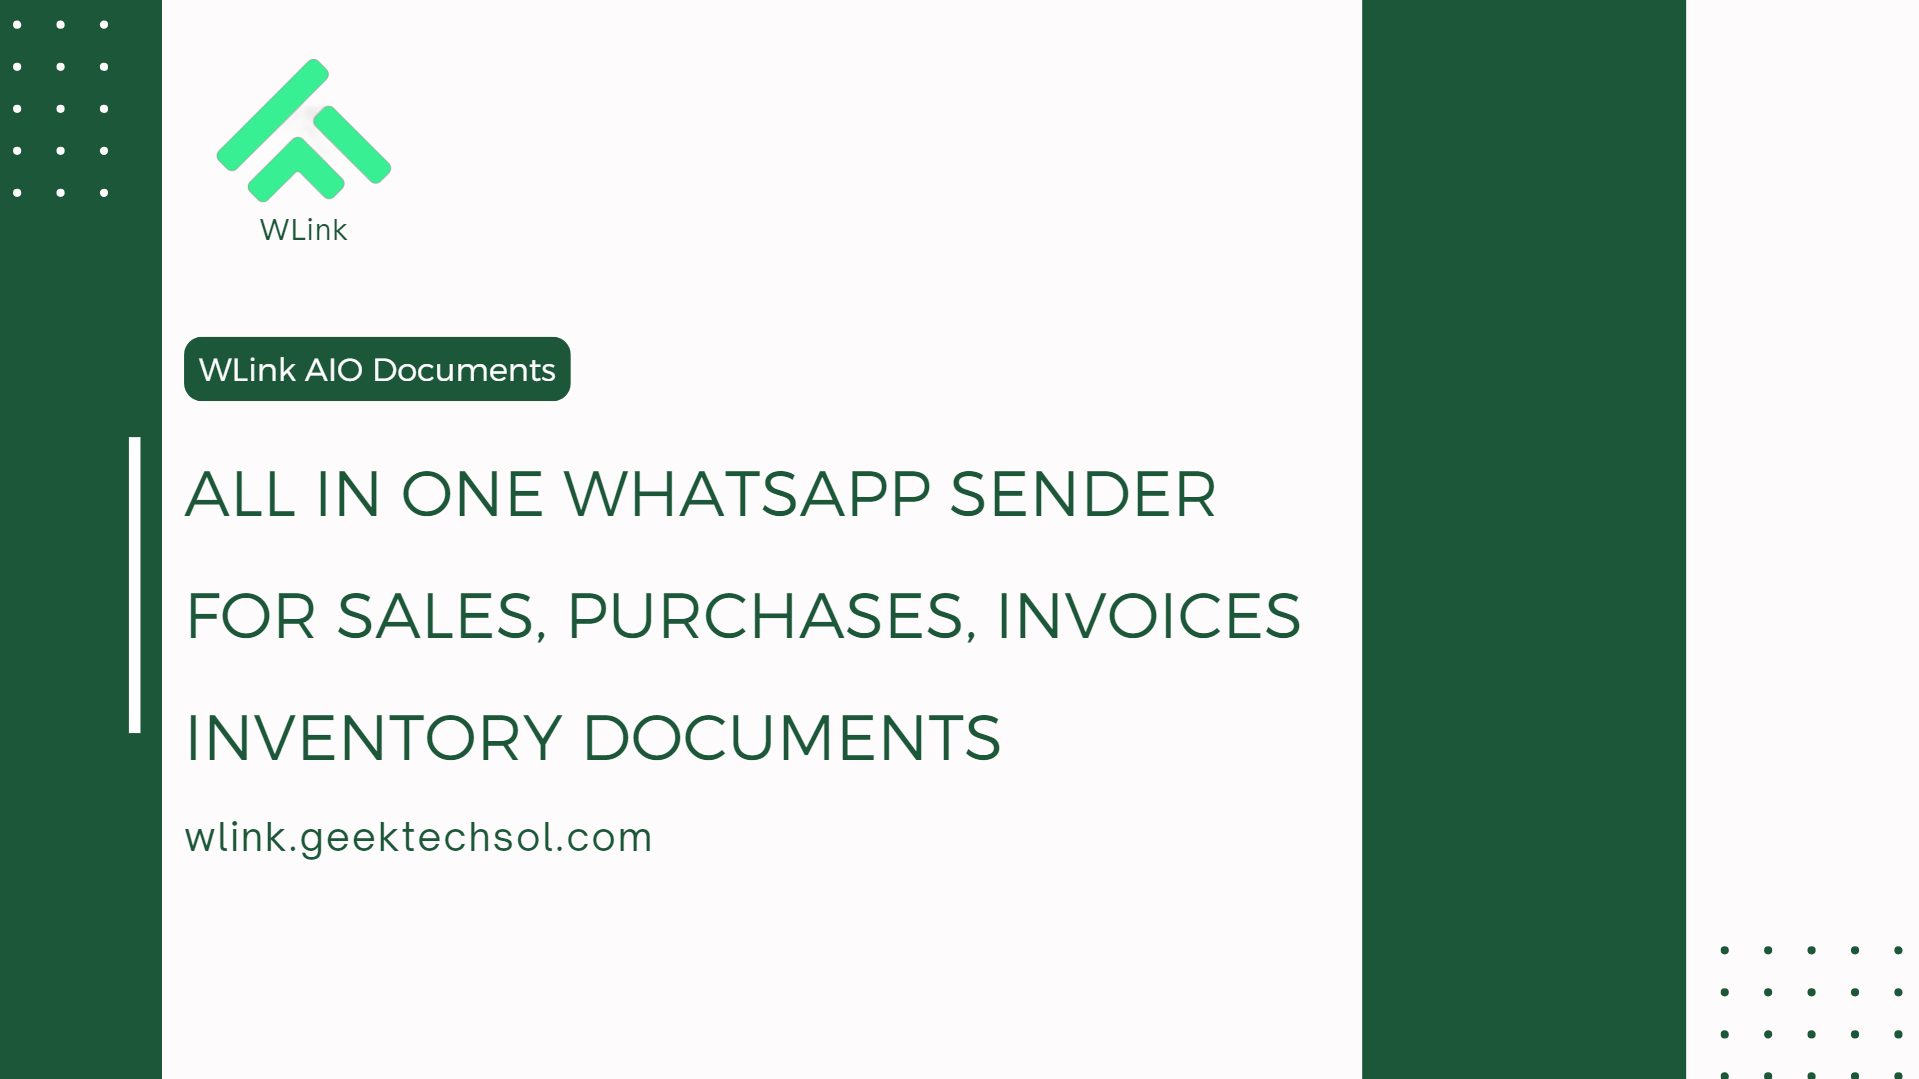 WLink
WLink AIO Documents
ALL IN ONE WHATSAPP SENDER
FOR SALES, PURCHASES, INVOICES
INVENTORY DOCUMENTS
wlink.geektechsol.com